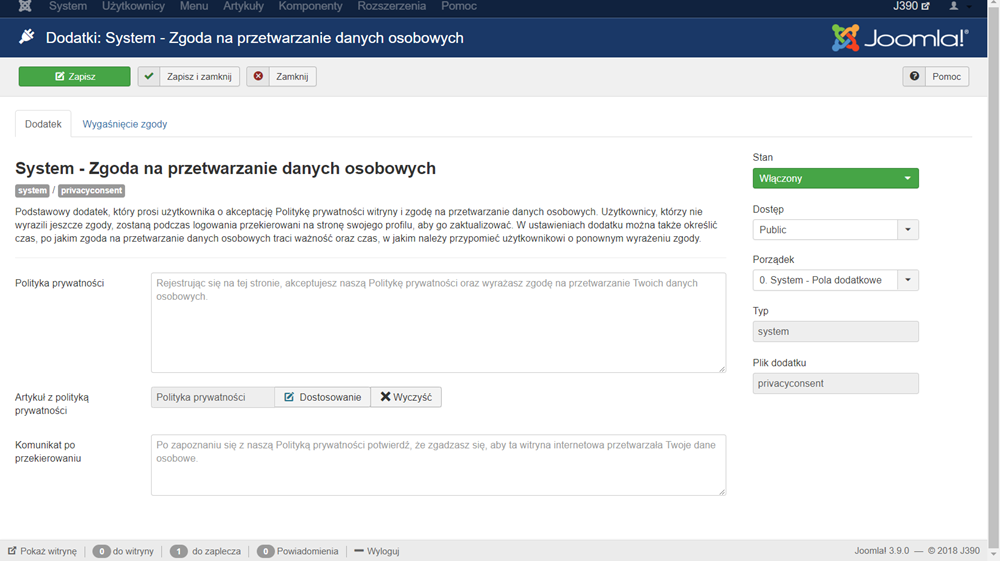 System Użytkownicy Menu Artykuły Komponenty Rozszerzenia Pomoc J390
Dodatki: System - Zgoda na przetwarzanie danych osobowych Joomla!®
Zapisz Zapisz i zamknij Zamknij Pomoc
Dodatek Wygaśnięcie zgody
System - Zgoda na przetwarzanie danych osobowych
system / privacyconsent
Podstawowy dodatek, który prosi użytkownika o akceptację Politykę prywatności witryny i zgodę na przetwarzanie danych osobowych. Użytkownicy, którzy nie
wyrazili jeszcze zgody, zostaną podczas logowania przekierowani na stronę swojego profilu, aby go zaktualizować. W ustawieniach dodatku można także określić
czas, po jakim zgoda na przetwarzanie danych osobowych traci ważność oraz czas, w jakim należy przypomieć użytkownikowi o ponownym wyrażeniu zgody.
Polityka prywatności
Rejestrując się na tej stronie, akceptujesz naszą Politykę prywatności oraz wyrażasz zgodę na przetwarzanie Twoich danych
osobowych.
Artykuł z polityką
prywatności
Polityka prywatności Dostosowanie Wyczyść
Komunikat po
przekierowaniu
Po zapoznaniu się z naszą Polityką prywatności potwierdź, że zgadzasz się, aby ta witryna internetowa przetwarzała Twoje dane
osobowe.
Stan
Włączony
Dostęp
Public
Porządek
0. System - Pola dodatkowe
Typ
system
Plik dodatku
privacyconsent
Pokaż witrynę 0 do witryny 1 do zaplecza 0 Powiadomienia Wyloguj Joomla! 3.9.0 — © 2018 J390